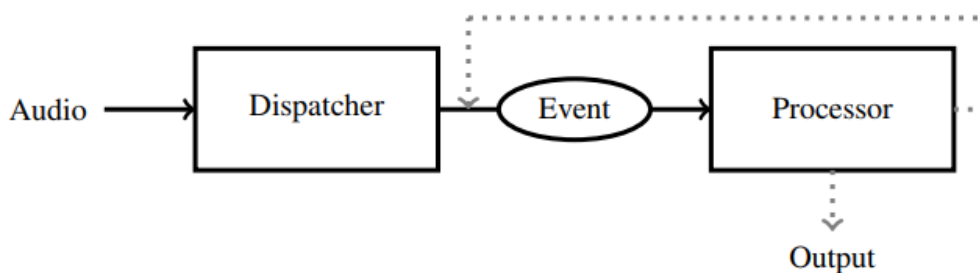 Audio
Dispatcher
Event
Processor
Output